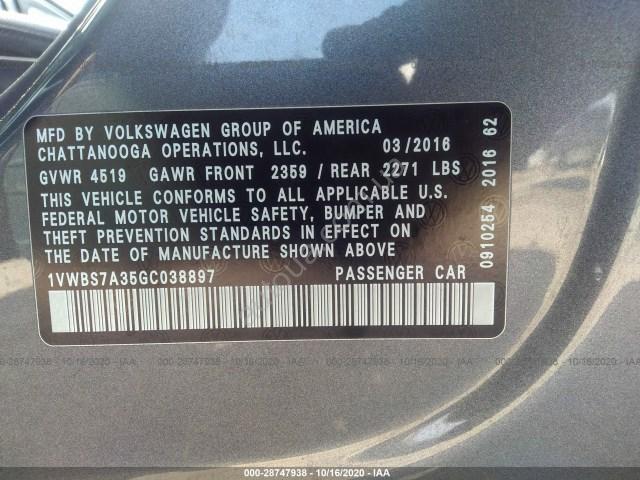 MFD BY VOLKSWAGEN GROUP OF AMERICA
CHATTANOOGA OPERATIONS, LLC. 03/2016
GVWR 4519 GAWR FRONT 2359 / REAR 2271 LBS
THIS VEHICLE CONFORMS TO ALL APPLICABLE U.S.
FEDERAL MOTOR VEHICLE SAFETY, BUMPER AND
THEFT PREVENTION STANDARDS IN EFFECT ON
THE DATE OF MANUFACTURE SHOWN ABOVE
1VWBS7A35GC038897 PASSENGER CAR
0910254 2016 62
000-28747938 - 10/16/2020 - IAA